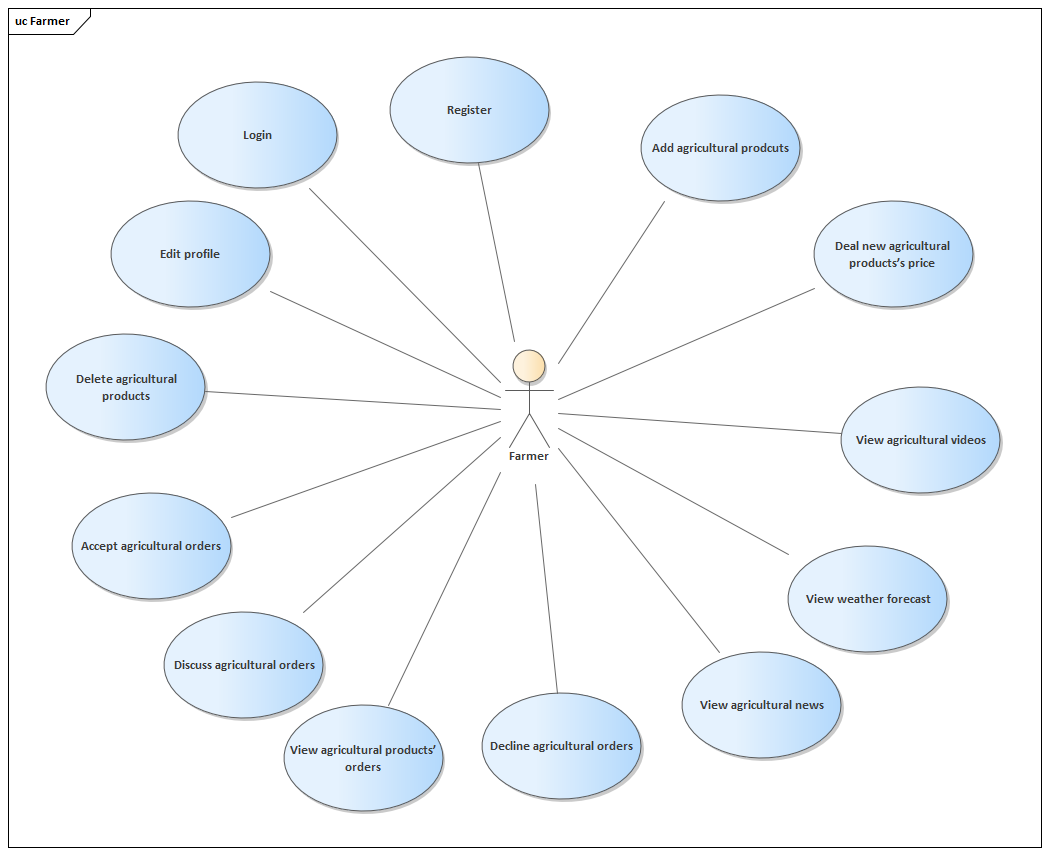 uc Farmer
Register
Login
Add agricultural prodcuts
Deal new agricultural
products's price
Edit profile
Delete agricultural
products
View agricultural videos
Farmer
Accept agricultural orders
View weather forecast
Discuss agricultural orders
View agricultural news
View agricultural products'
orders
Decline agricultural orders